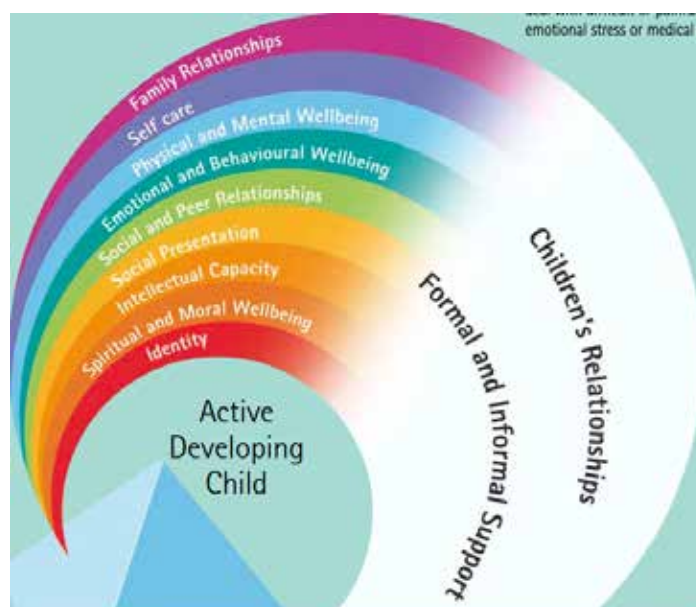 emotional stress or medical
Family Relationships
Self care
Physical and Mental Wellbeing
Emotional and Behavioural Wellbeing
Social and Peer Relationships
Social Presentation
Intellectual Capacity
Spiritual and Moral Wellbeing
Identity
Active
Developing
Child
Formal and Informal Support
Children's Relationships